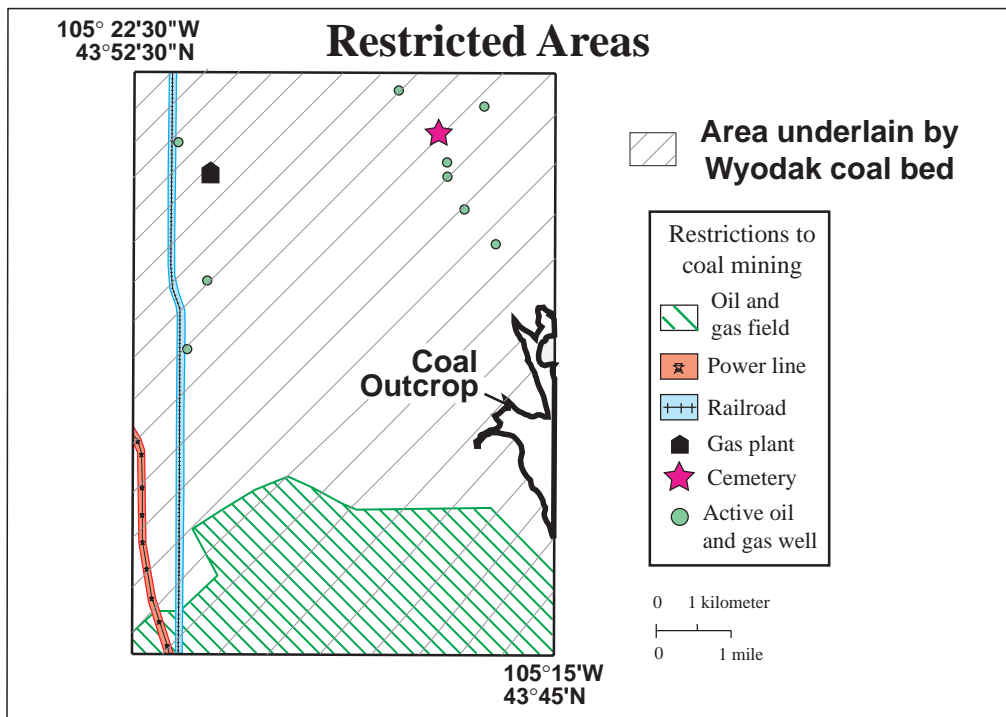 105° 22'30"W
43°52'30"N
Restricted Areas
Area underlain by
Wyodak coal bed
Restrictions to
coal mining
Oil and
gas field
Power line
Railroad
Gas plant
Cemetery
Active oil
and gas well
Coal
Outcrop
0 1 kilometer
0 1 mile
105°15'W
43°45'N